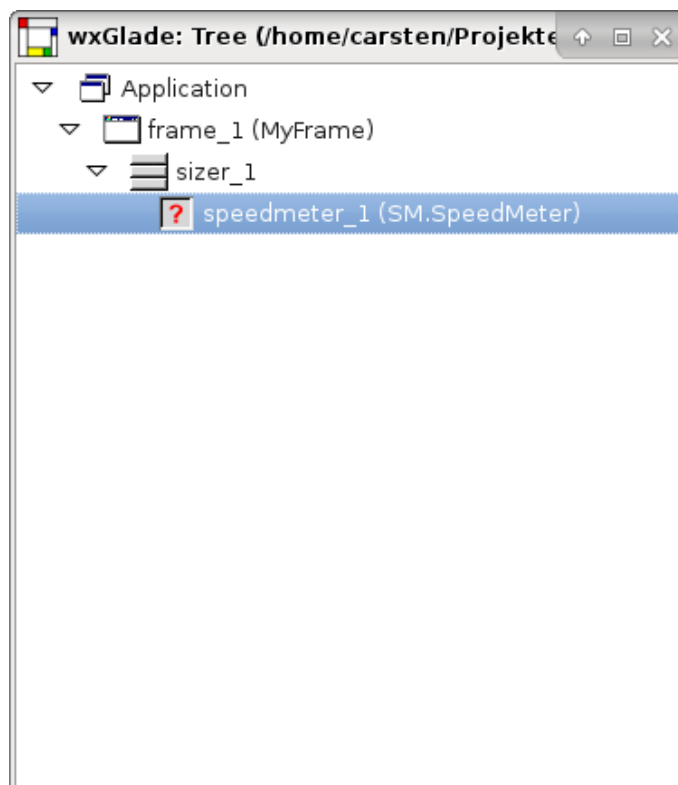 wxGlade: Tree (/home/carsten/Projekte
Application
frame_1 (MyFrame)
sizer_1
? speedmeter_1 (SM.SpeedMeter)